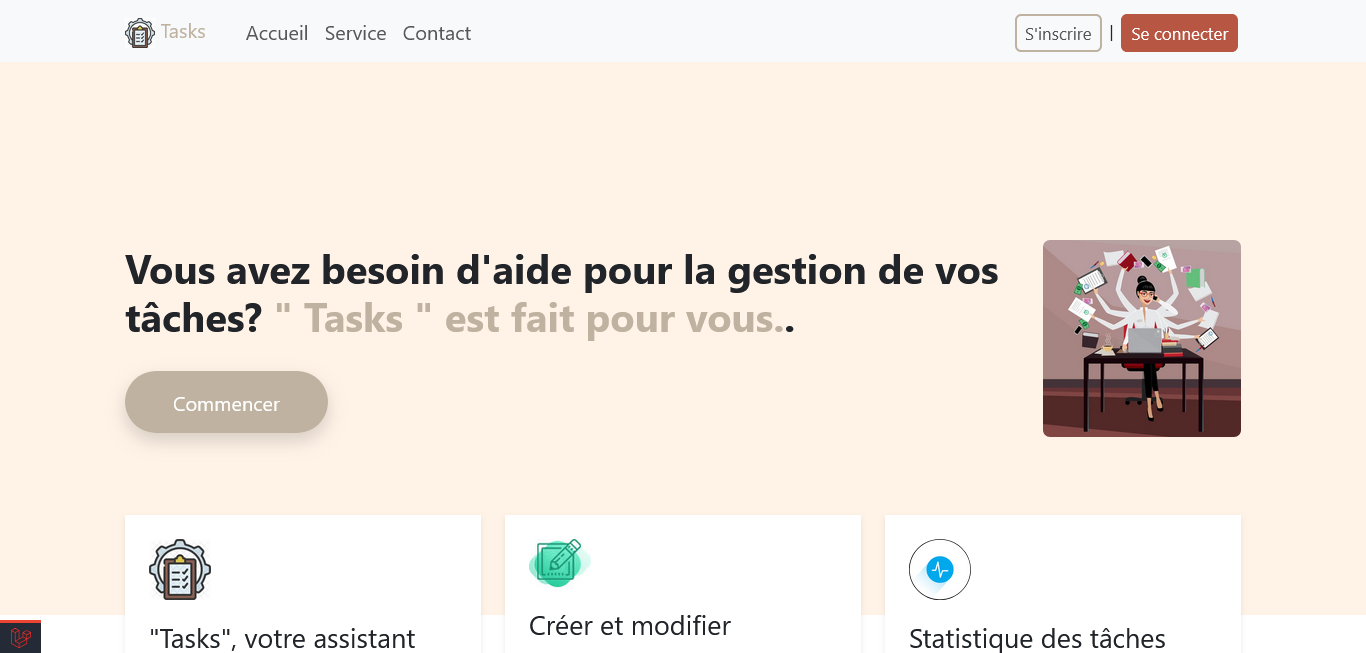 Tasks Accueil Service Contact S'inscrire | Se connecter
Vous avez besoin d'aide pour la gestion de vos
tâches? " Tasks " est fait pour vous..
Commencer
"Tasks", votre assistant
Créer et modifier
Statistique des tâches